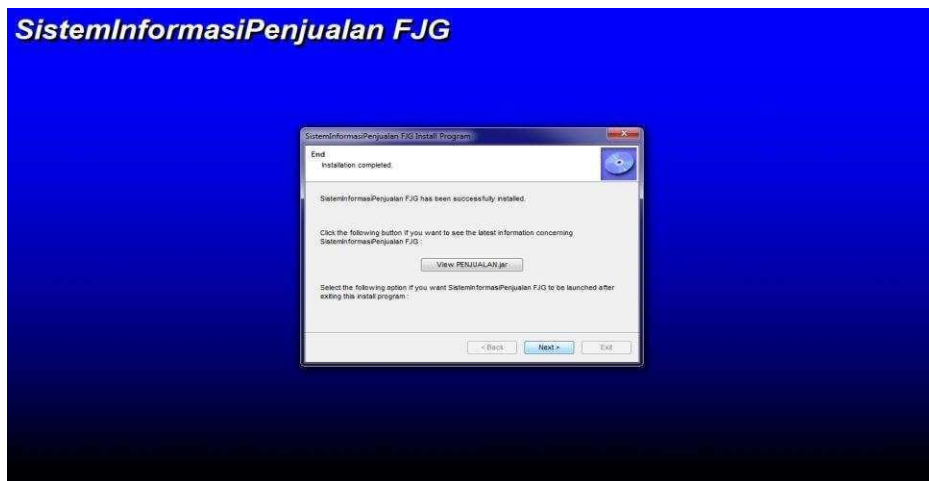 SistemInformasiPenjualan FJG
SistemInformasiPenjualan FJG Install Program
End
Installation completed.
SistemInformasiPenjualan FJG has been successfully installed.
Click the following button if you want to see the latest information concerning
SistemInformasiPenjualan FJG :
View PENJUALAN.jar
Select the following option if you want SistemInformasiPenjualan FJG to be launched after
exiting this install program :
< Back Next > Exit